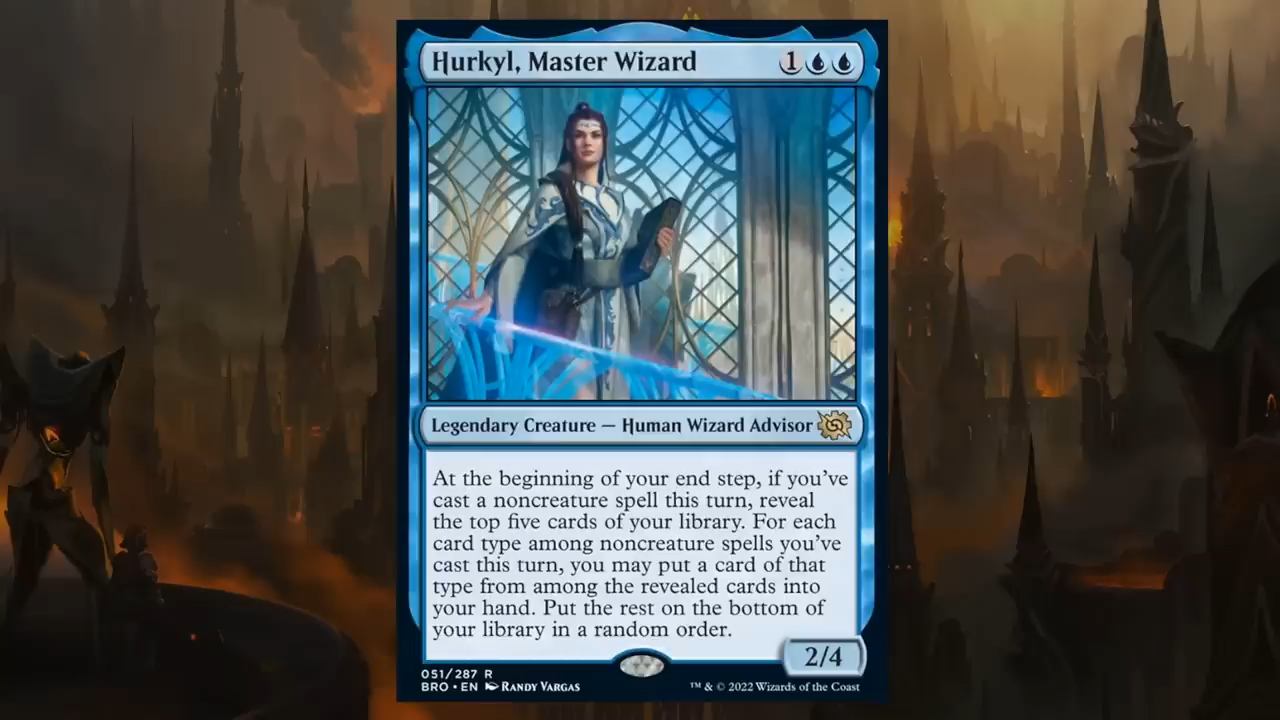 Hurkyl, Master Wizard 1
Legendary Creature — Human Wizard Advisor
At the beginning of your end step, if you've
cast a noncreature spell this turn, reveal
the top five cards of your library. For each
card type among noncreature spells you've
cast this turn, you may put a card of that
type from among the revealed cards into
your hand. Put the rest on the bottom of
your library in a random order.
2/4
051/287 R
BRO • EN RANDY VARGAS
™ & © 2022 Wizards of the Coast